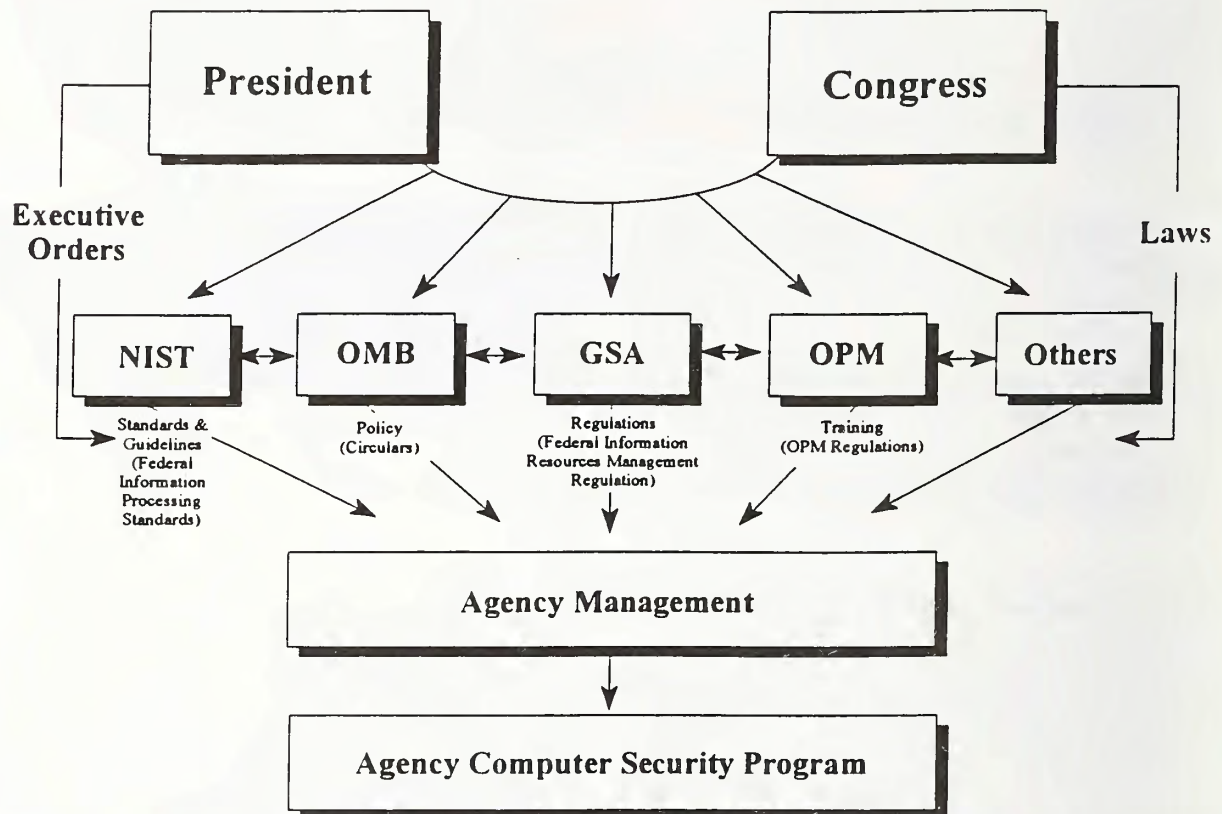 President
Congress
Executive
Orders
Laws
NIST
OMB
GSA
OPM
Others
Standards &
Guidelines
(Federal
Information
Processing
Standards)
Policy
(Circulars)
Regulations
(Federal Information
Resources Management
Regulation)
Training
(OPM Regulations)
Agency Management
Agency Computer Security Program